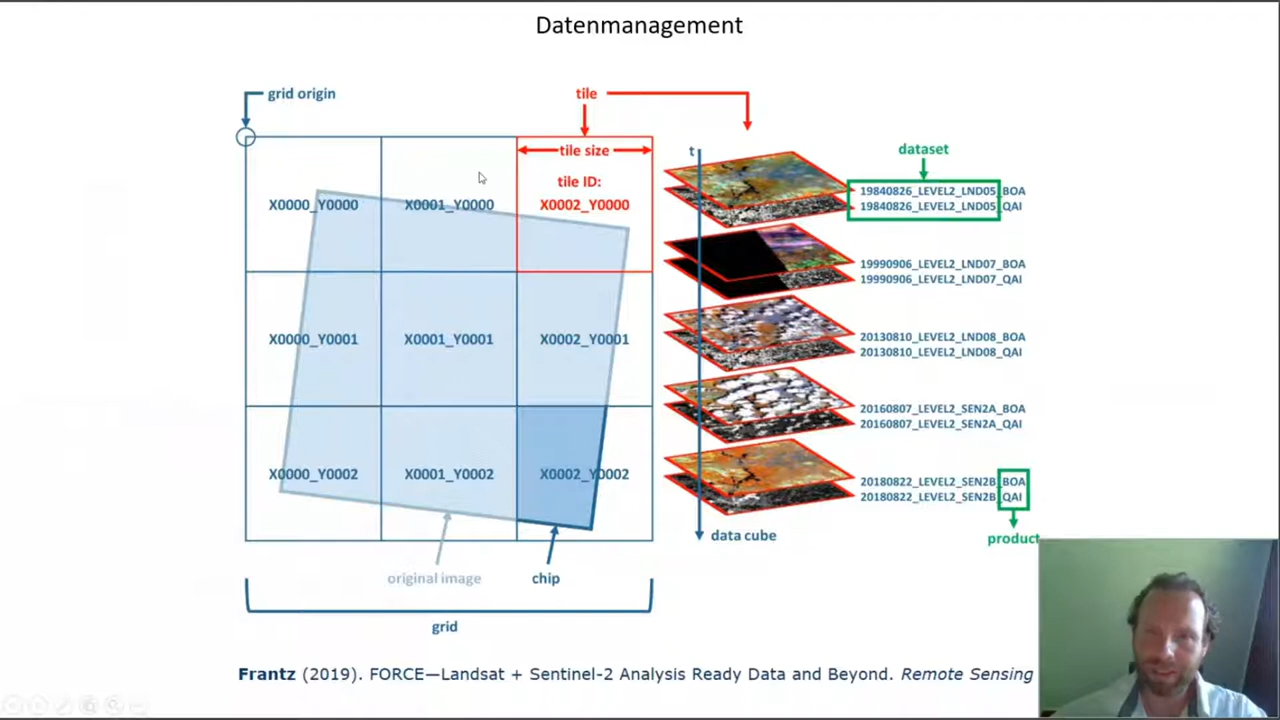 Datenmanagement
grid origin
tile
tile size
tile ID:
X0000_Y0000
X0001_Y0000
X0002_Y0000
X0000_Y0001
X0001_Y0001
X0002_Y0001
X0000_Y0002
X0001_Y0002
X0002_Y0002
original image
chip
grid
t
dataset
19840826_LEVEL2_LND05_BOA
19840826_LEVEL2_LND05_QAI
19990906_LEVEL2_LND07_BOA
19990906_LEVEL2_LND07_QAI
20130810_LEVEL2_LND08_BOA
20130810_LEVEL2_LND08_QAI
20160807_LEVEL2_SEN2A_BOA
20160807_LEVEL2_SEN2A_QAI
20180822_LEVEL2_SEN2B_BOA
20180822_LEVEL2_SEN2B_QAI
data cube
product
Frantz (2019). FORCE—Landsat + Sentinel-2 Analysis Ready Data and Beyond. Remote Sensing